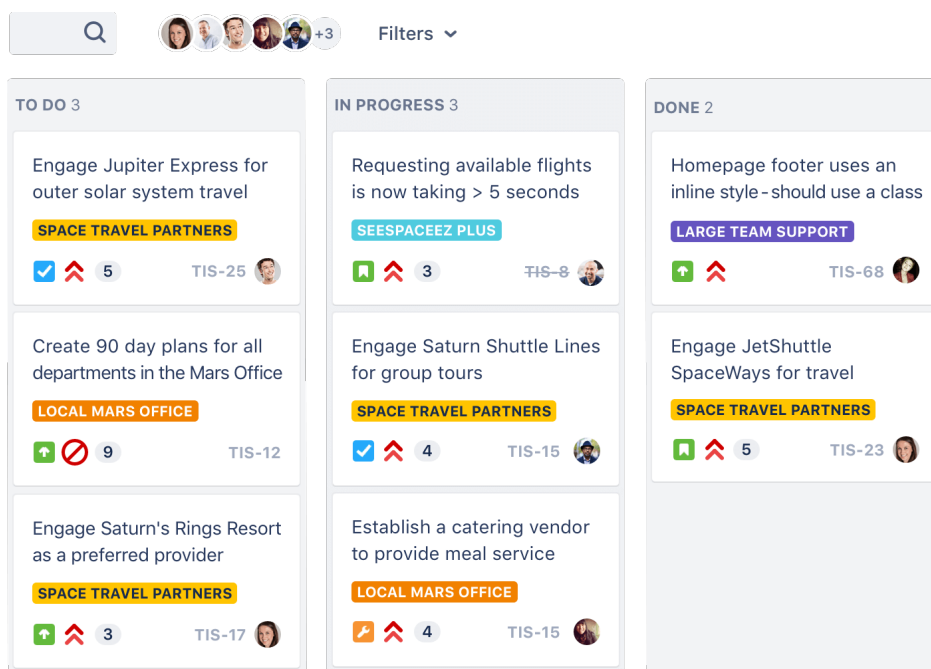 +3
Filters
TO DO 3
Engage Jupiter Express for
outer solar system travel
SPACE TRAVEL PARTNERS
5
TIS-25
Create 90 day plans for all
departments in the Mars Office
LOCAL MARS OFFICE
9
TIS-12
Engage Saturn's Rings Resort
as a preferred provider
SPACE TRAVEL PARTNERS
3
TIS-17
IN PROGRESS 3
Requesting available flights
is now taking > 5 seconds
SEESPACEEZ PLUS
3
TIS-8
Engage Saturn Shuttle Lines
for group tours
SPACE TRAVEL PARTNERS
4
TIS-15
Establish a catering vendor
to provide meal service
LOCAL MARS OFFICE
4
TIS-15
DONE 2
Homepage footer uses an
inline style - should use a class
LARGE TEAM SUPPORT
TIS-68
Engage JetShuttle
SpaceWays for travel
SPACE TRAVEL PARTNERS
5
TIS-23